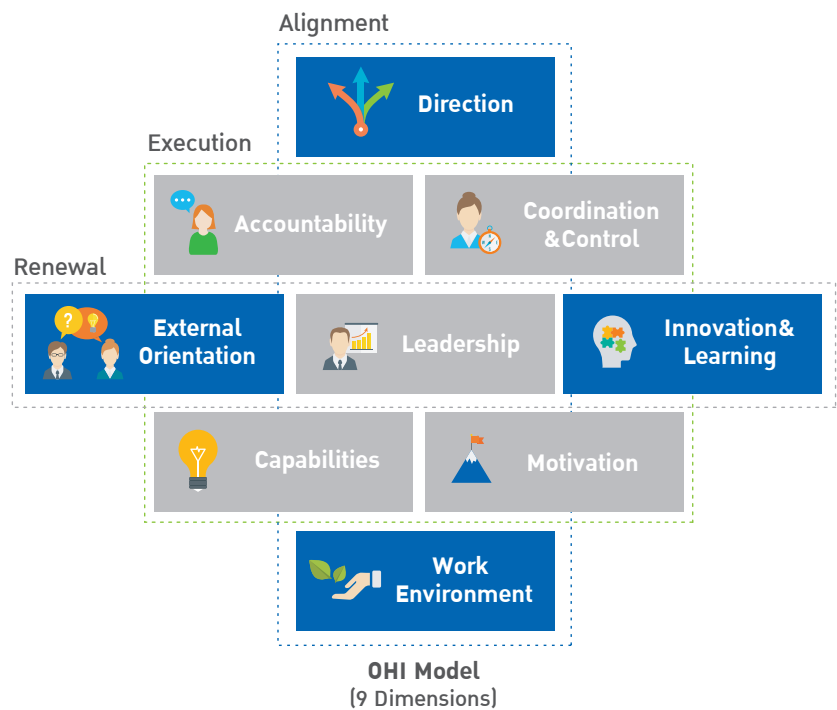 Alignment
Direction
Execution
Accountability
Coordination
&Control
Renewal
?
External
Orientation
Leadership
Innovation&
Learning
Capabilities
Motivation
Work
Environment
OHI Model
(9 Dimensions)